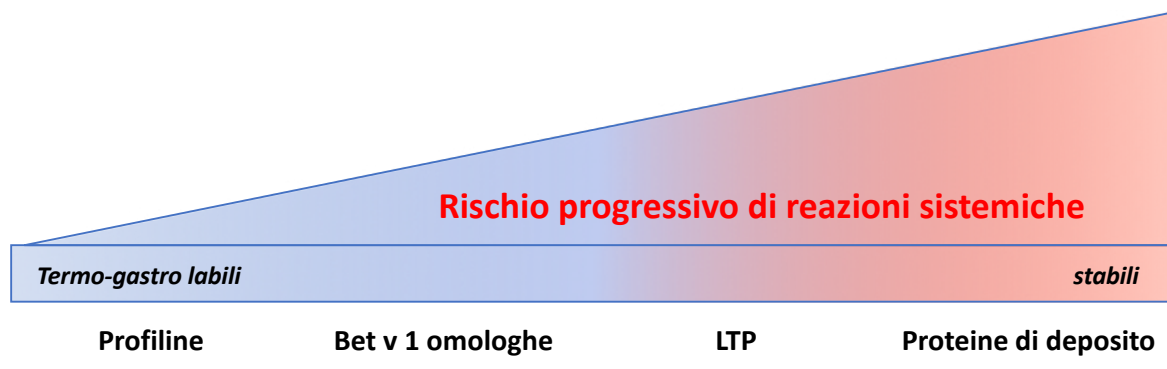 Rischio progressivo di reazioni sistemiche
Termo-gastro labili stabili
Profiline Bet v 1 omologhe LTP Proteine di deposito